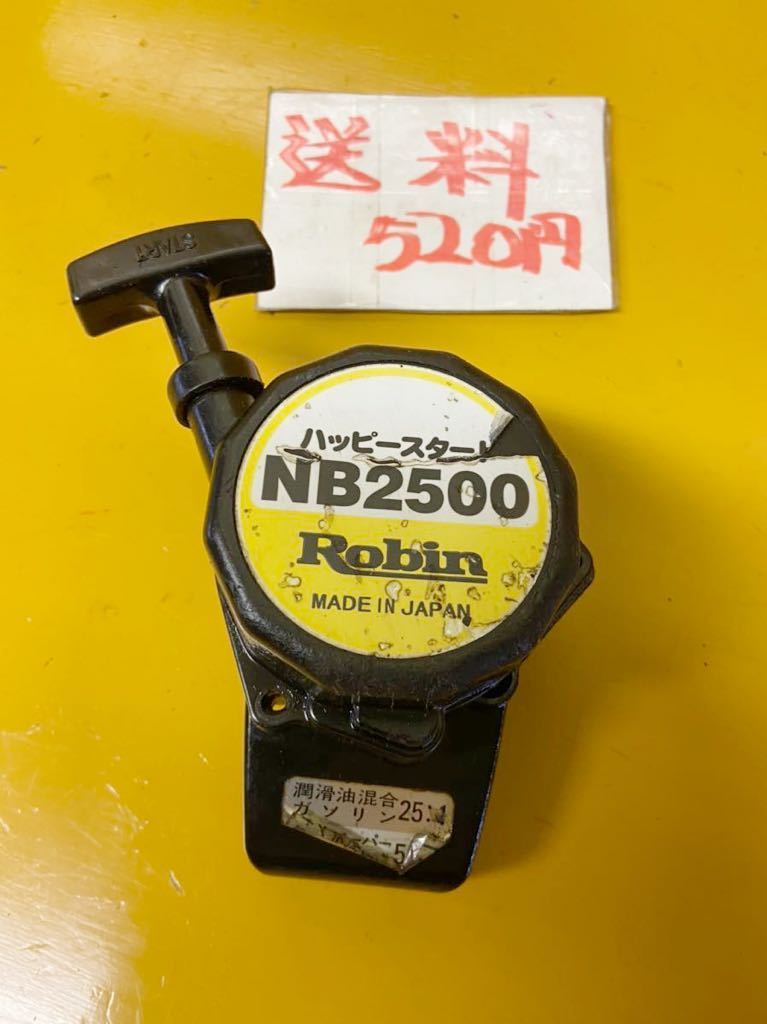 送料
520円
START
ハッピースタート
NB2500
Robin
MADE IN JAPAN
潤滑油混合25:1
ガソリン